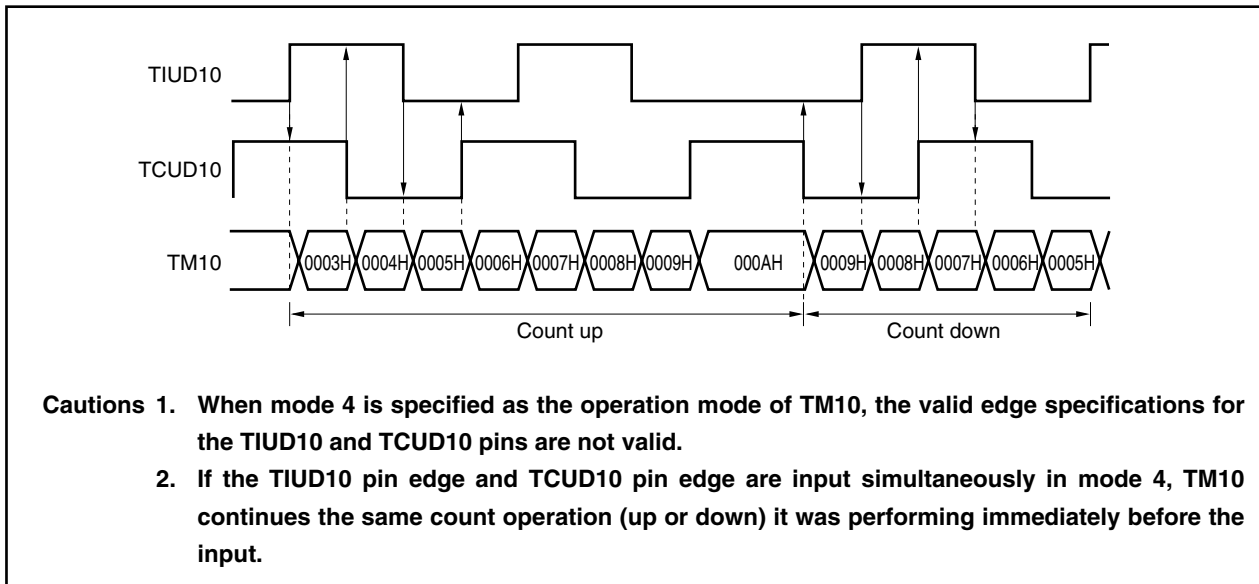 TIUD10
TCUD10
TM10
0003H 0004H 0005H 0006H 0007H 0008H 0009H 000AH 0009H 0008H 0007H 0006H 0005H
Count up Count down
Cautions 1. When mode 4 is specified as the operation mode of TM10, the valid edge specifications for
the TIUD10 and TCUD10 pins are not valid.
2. If the TIUD10 pin edge and TCUD10 pin edge are input simultaneously in mode 4, TM10
continues the same count operation (up or down) it was performing immediately before the
input.